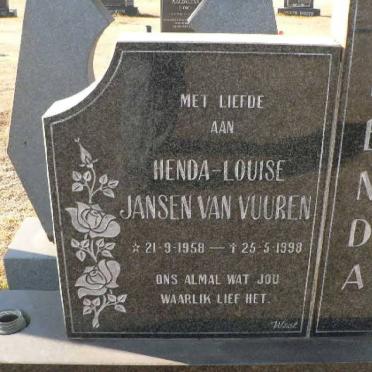 MET LIEFDE
AAN
HENDA-LOUISE
JANSEN VAN VUUREN
☆ 21-9-1958 — ✝ 25-5-1998
ONS ALMAL WAT JOU
WAARLIK LIEF HET.
E
N
D
A